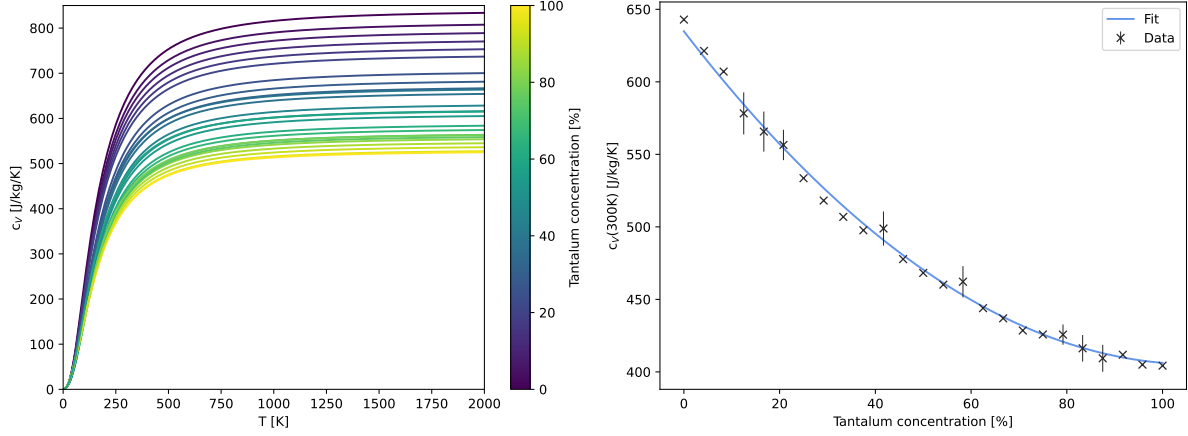 c_V [J/kg/K]
800
700
600
500
400
300
200
100
0
0 250 500 750 1000 1250 1500 1750 2000
T [K]
100
80
60
40
20
0
Tantalum concentration [%]
c_V(300K) [J/kg/K]
650
600
550
500
450
400
0 20 40 60 80 100
Tantalum concentration [%]
Fit
Data